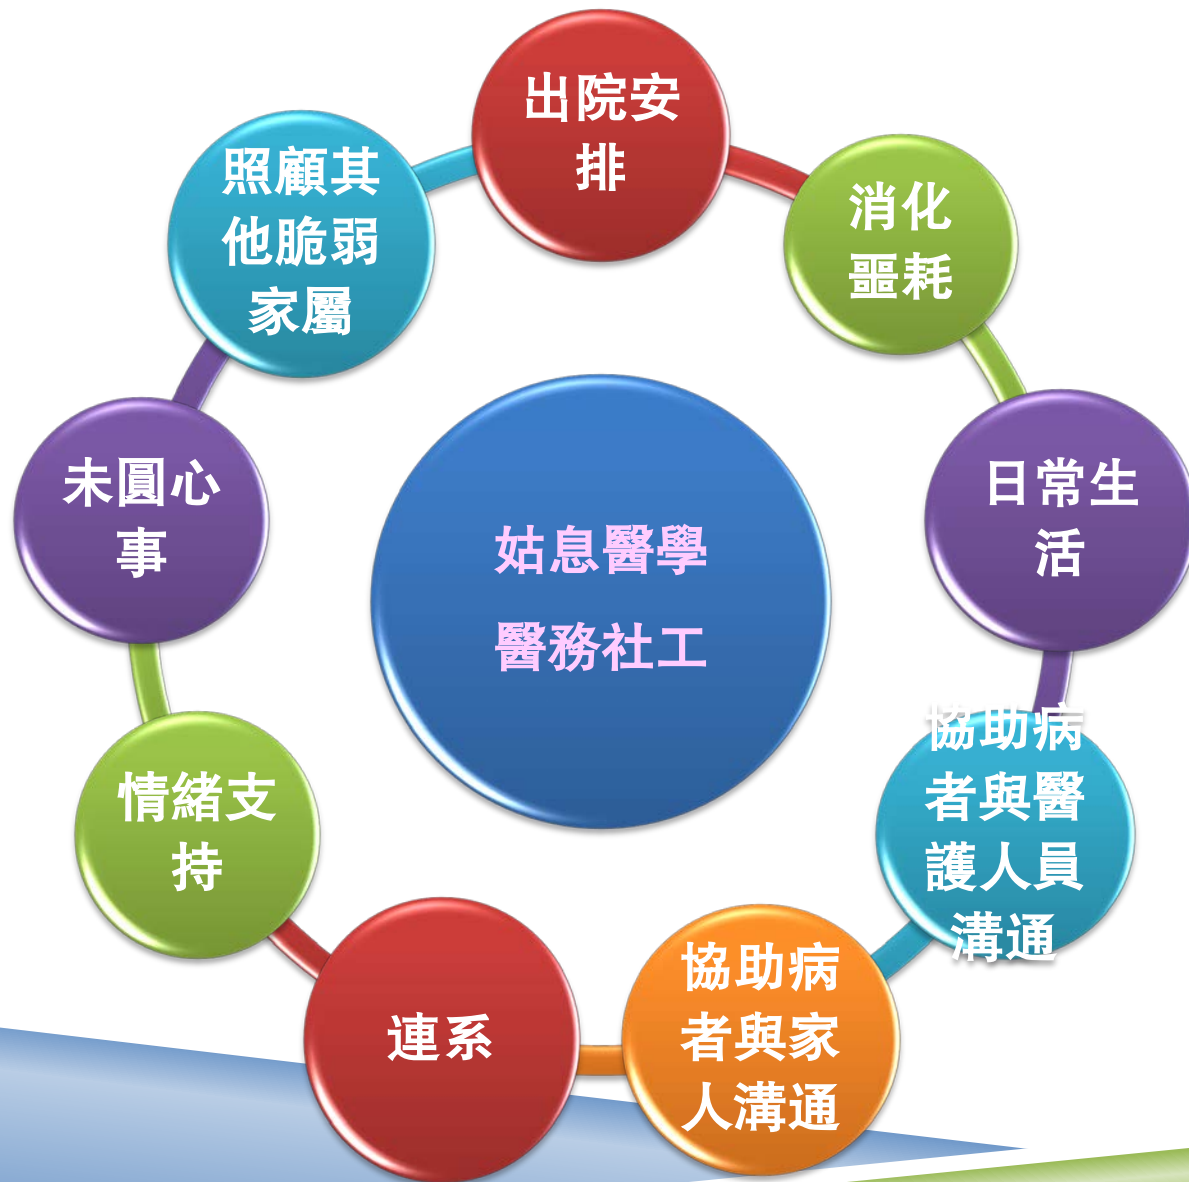 出院安
排
消化
噩耗
日常生
活
協助病
者與醫
護人員
溝通
協助病
者與家
人溝通
連系
情緒支
持
未圓心
事
照顧其
他脆弱
家屬
姑息醫學
醫務社工